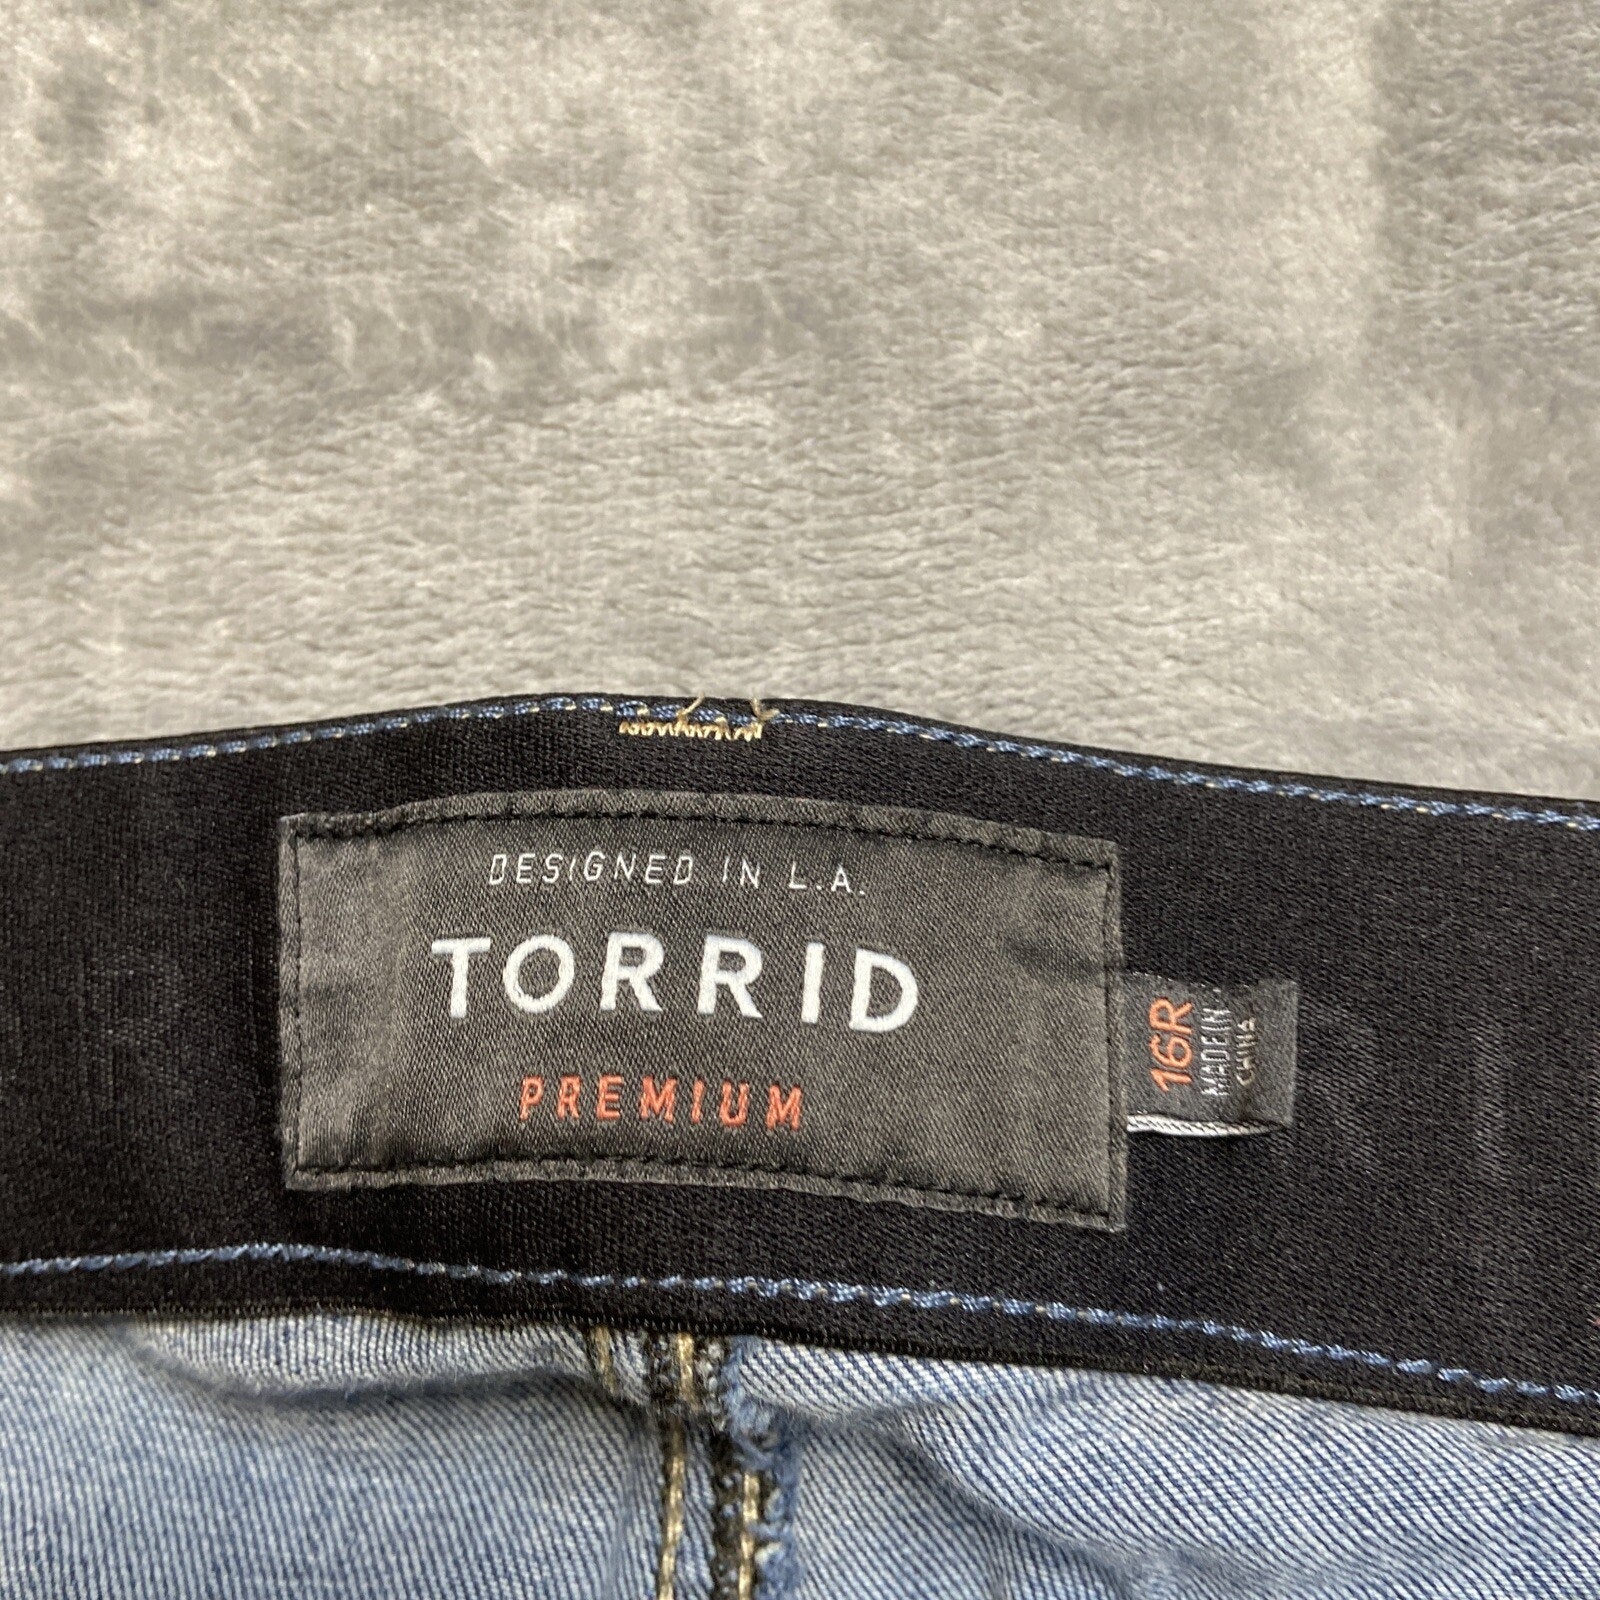 DESIGNED IN L.A.
TORRID
PREMIUM
16R
MADE IN
CHINA